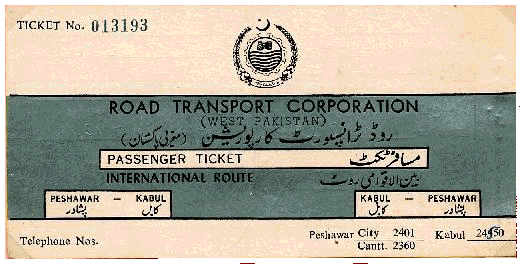 TICKET No. 013193
ROAD TRANSPORT CORPORATION
(WEST PAKISTAN)
روڈ ٹرانسپورٹ کارپوریشن (مغربی پاکستان)
PASSENGER TICKET مسافر ٹکٹ
INTERNATIONAL ROUTE بین الاقوامی روٹ
PESHAWAR — KABUL KABUL — PESHAWAR
پشاور کابل کابل پشاور
Telephone Nos. Peshawar City 2401 Kabul
Cantt. 2360